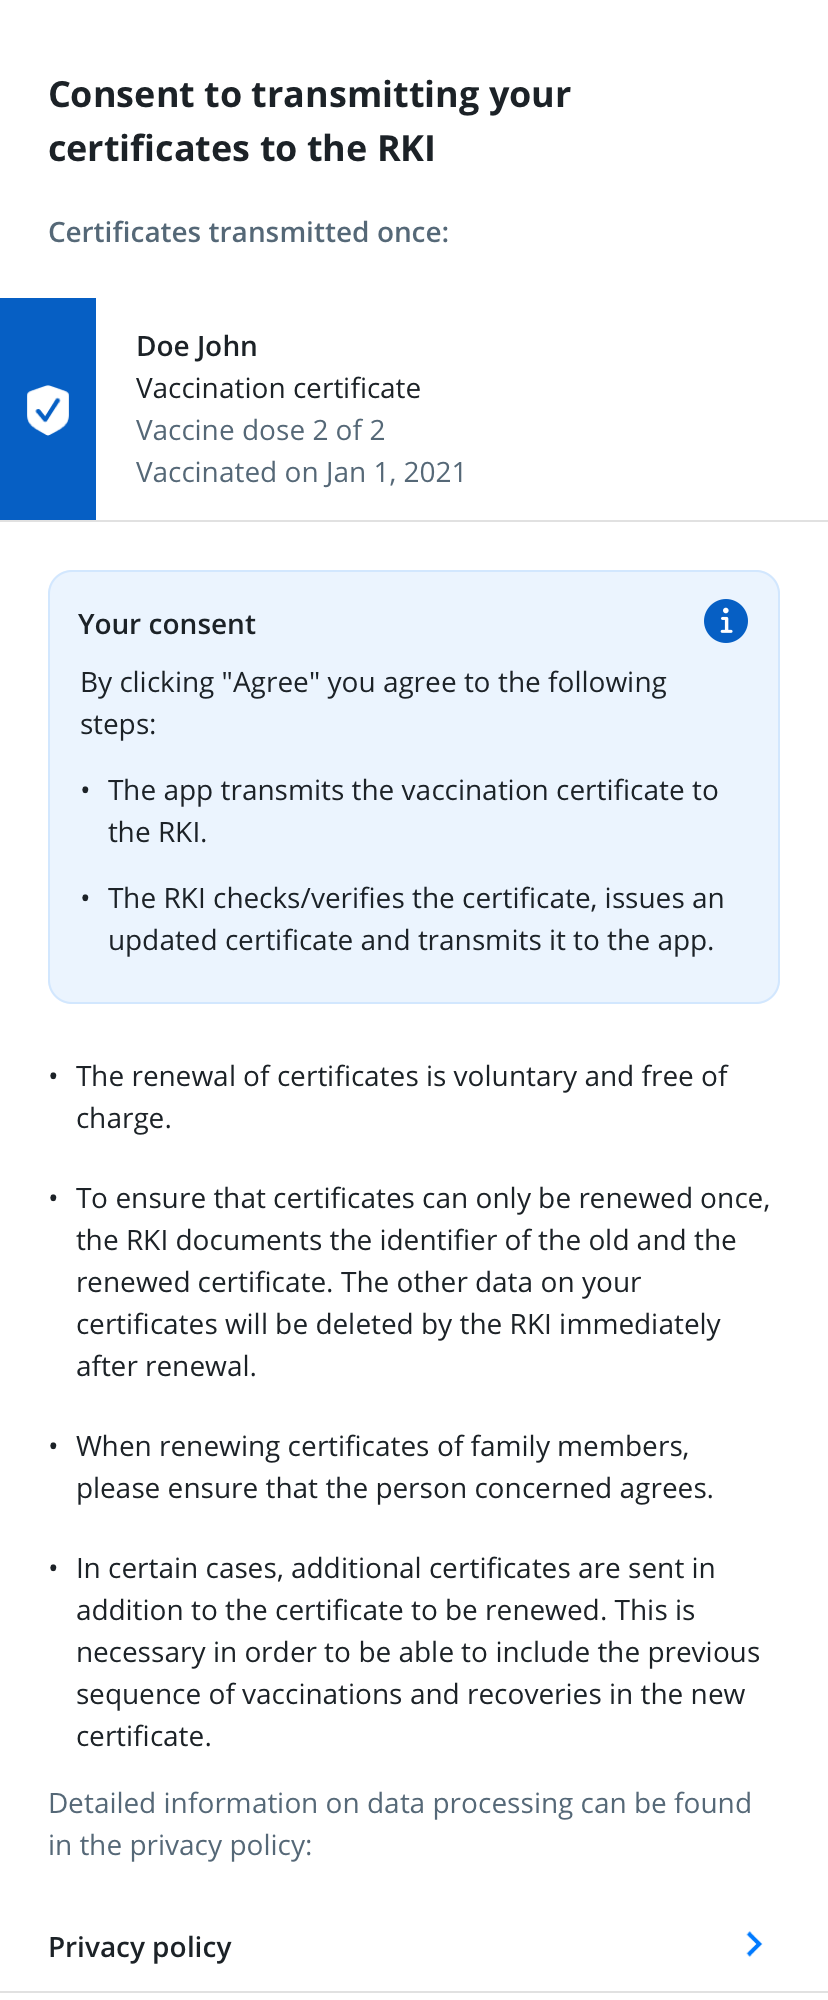 Consent to transmitting your
certificates to the RKI
Certificates transmitted once:
Doe John
Vaccination certificate
Vaccine dose 2 of 2
Vaccinated on Jan 1, 2021
Your consent
By clicking "Agree" you agree to the following
steps:
• The app transmits the vaccination certificate to
the RKI.
• The RKI checks/verifies the certificate, issues an
updated certificate and transmits it to the app.
• The renewal of certificates is voluntary and free of
charge.
• To ensure that certificates can only be renewed once,
the RKI documents the identifier of the old and the
renewed certificate. The other data on your
certificates will be deleted by the RKI immediately
after renewal.
• When renewing certificates of family members,
please ensure that the person concerned agrees.
• In certain cases, additional certificates are sent in
addition to the certificate to be renewed. This is
necessary in order to be able to include the previous
sequence of vaccinations and recoveries in the new
certificate.
Detailed information on data processing can be found
in the privacy policy:
Privacy policy